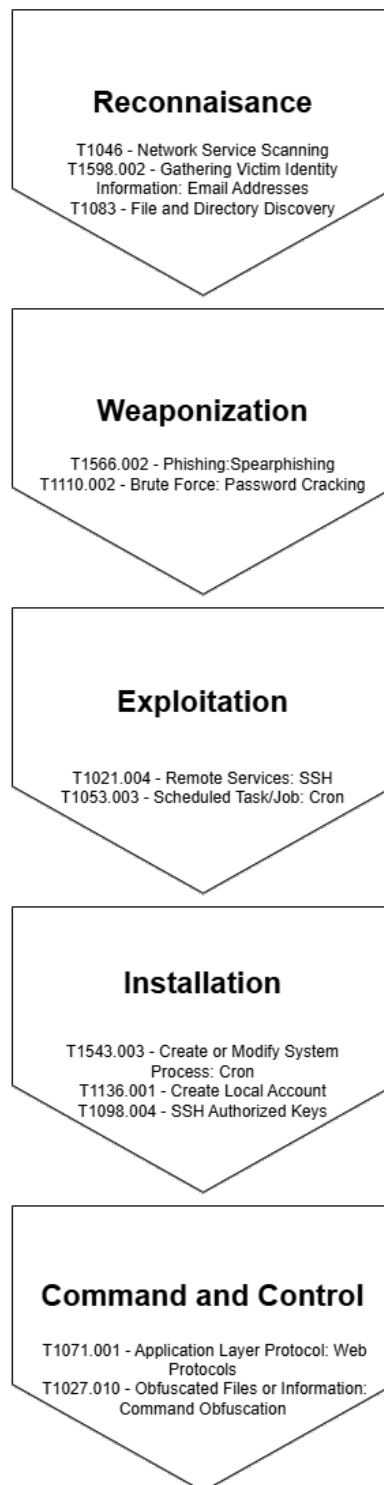 Reconnaisance
T1046 - Network Service Scanning
T1598.002 - Gathering Victim Identity
Information: Email Addresses
T1083 - File and Directory Discovery
Weaponization
T1566.002 - Phishing:Spearphishing
T1110.002 - Brute Force: Password Cracking
Exploitation
T1021.004 - Remote Services: SSH
T1053.003 - Scheduled Task/Job: Cron
Installation
T1543.003 - Create or Modify System
Process: Cron
T1136.001 - Create Local Account
T1098.004 - SSH Authorized Keys
Command and Control
T1071.001 - Application Layer Protocol: Web
Protocols
T1027.010 - Obfuscated Files or Information:
Command Obfuscation